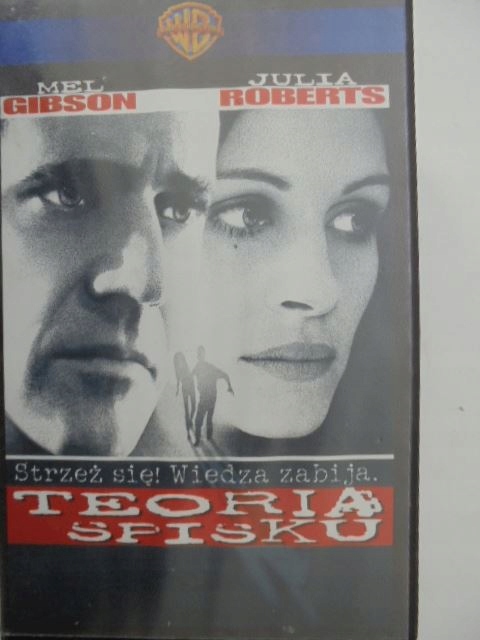 WB
MEL
GIBSON
JULIA
ROBERTS
Strzeż się! Wiedza zabija.
TEORIA
SPISKU